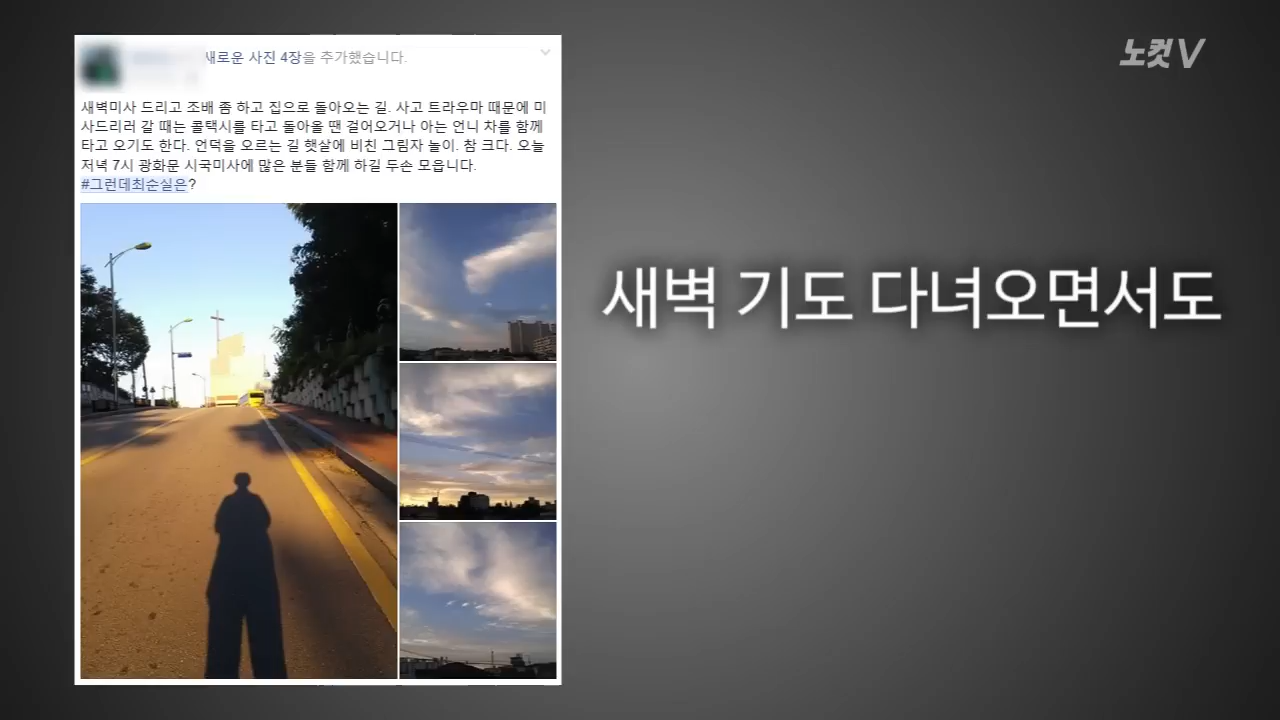 노컷V
새로운 사진 4장을 추가했습니다.
새벽미사 드리고 조배 좀 하고 집으로 돌아오는 길. 사고 트라우마 때문에 미
사드리러 갈 때는 콜택시를 타고 돌아올 땐 걸어오거나 아는 언니 차를 함께
타고 오기도 한다. 언덕을 오르는 길 햇살에 비친 그림자 놀이. 참 크다. 오늘
저녁 7시 광화문 시국미사에 많은 분들 함께 하길 두손 모읍니다.
#그런데최순실은?
새벽 기도 다녀오면서도